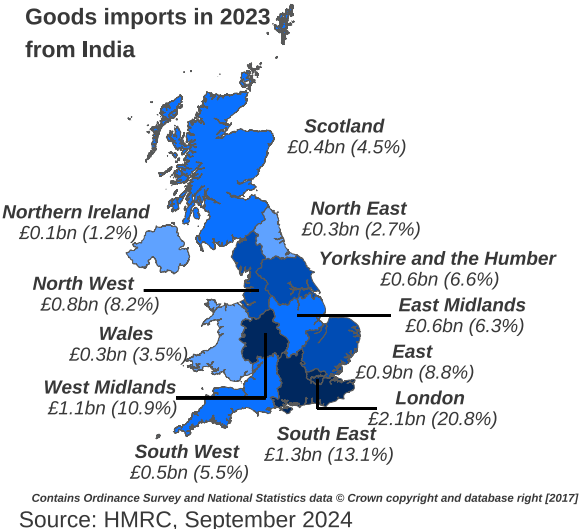 Goods imports in 2023
from India
Scotland
£0.4bn (4.5%)
Northern Ireland
£0.1bn (1.2%)
North East
£0.3bn (2.7%)
Yorkshire and the Humber
£0.6bn (6.6%)
North West
£0.8bn (8.2%)
East Midlands
£0.6bn (6.3%)
Wales
£0.3bn (3.5%)
East
£0.9bn (8.8%)
West Midlands
£1.1bn (10.9%)
London
£2.1bn (20.8%)
South East
£1.3bn (13.1%)
South West
£0.5bn (5.5%)
Contains Ordinance Survey and National Statistics data © Crown copyright and database right [2017]
Source: HMRC, September 2024